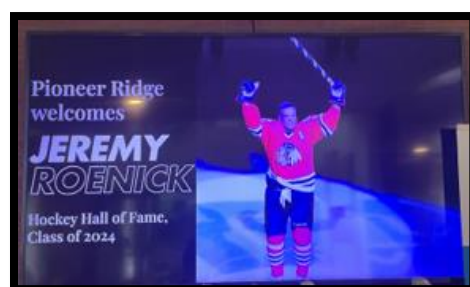 Pioneer Ridge
welcomes
JEREMY
ROENICK
Hockey Hall of Fame,
Class of 2024